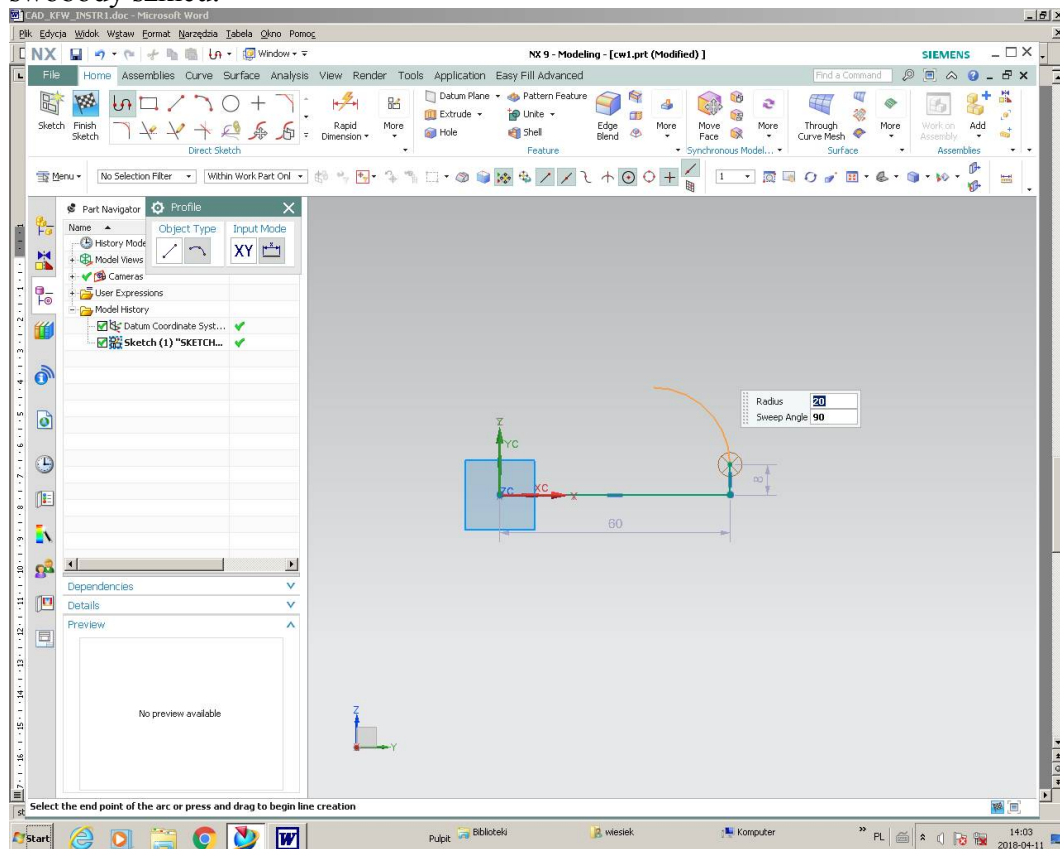 swobody szkicu.
CAD_KFW_INSTR1.doc - Microsoft Word
Plik Edycja Widok Wstaw Format Narzędzia Tabela Okno Pomoc
NX Window NX 9 - Modeling - [cw1.prt (Modified) ] SIEMENS
File Home Assemblies Curve Surface Analysis View Render Tools Application Easy Fill Advanced Find a Command
Sketch Finish Sketch Rapid Dimension More Datum Plane Extrude Hole Pattern Feature Unite Shell Edge Blend More Move Face More Through Curve Mesh More Work on Assembly Add
Direct Sketch Feature Synchronous Model... Surface Assemblies
Menu No Selection Filter Within Work Part Onl 1
Part Navigator Profile
Name Object Type Input Mode
History Mode XY
Model Views
Cameras
User Expressions
Model History
Datum Coordinate Syst...
Sketch (1) "SKETCH...
Radius 20
Sweep Angle 90
Z
YC
ZC XC X
8
60
Dependencies
Details
Preview
No preview available
Z
Y
Select the end point of the arc or press and drag to begin line creation
Start W Pulpit Biblioteki wiesiek Komputer PL 14:03
2018-04-11